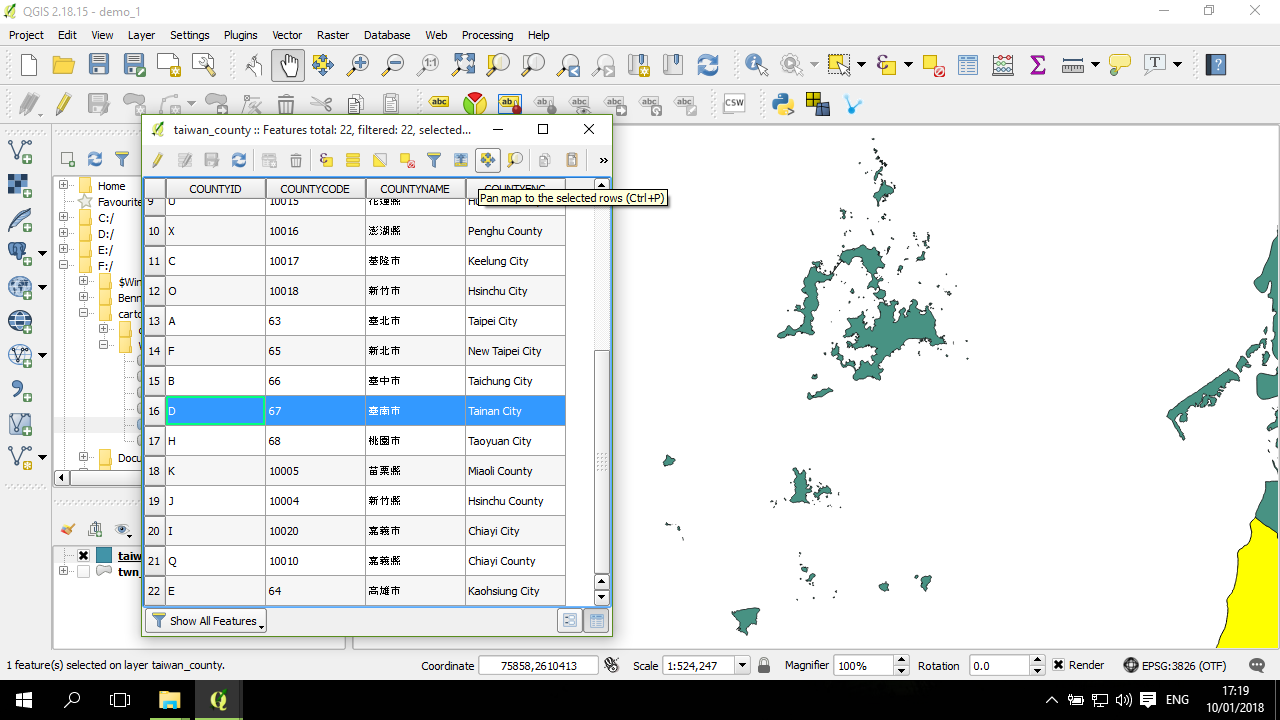 QGIS 2.18.15 - demo_1
Project Edit View Layer Settings Plugins Vector Raster Database Web Processing Help
abc
CSW
taiwan_county :: Features total: 22, filtered: 22, selected...
COUNTYID COUNTYCODE COUNTYNAME COUNTYENG
Pan map to the selected rows (Ctrl+P)
9 U 10015 花蓮縣
10 X 10016 澎湖縣 Penghu County
11 C 10017 基隆市 Keelung City
12 O 10018 新竹市 Hsinchu City
13 A 63 臺北市 Taipei City
14 F 65 新北市 New Taipei City
15 B 66 臺中市 Taichung City
16 D 67 臺南市 Tainan City
17 H 68 桃園市 Taoyuan City
18 K 10005 苗栗縣 Miaoli County
19 J 10004 新竹縣 Hsinchu County
20 I 10020 嘉義市 Chiayi City
21 Q 10010 嘉義縣 Chiayi County
22 E 64 高雄市 Kaohsiung City
Show All Features
Home
Favourite
C:/
D:/
E:/
F:/
$Win
Benn
carto
Docu
taiw
twn_
1 feature(s) selected on layer taiwan_county.
Coordinate 75858,2610413 Scale 1:524,247 Magnifier 100% Rotation 0.0 Render EPSG:3826 (OTF)
ENG
17:19
10/01/2018